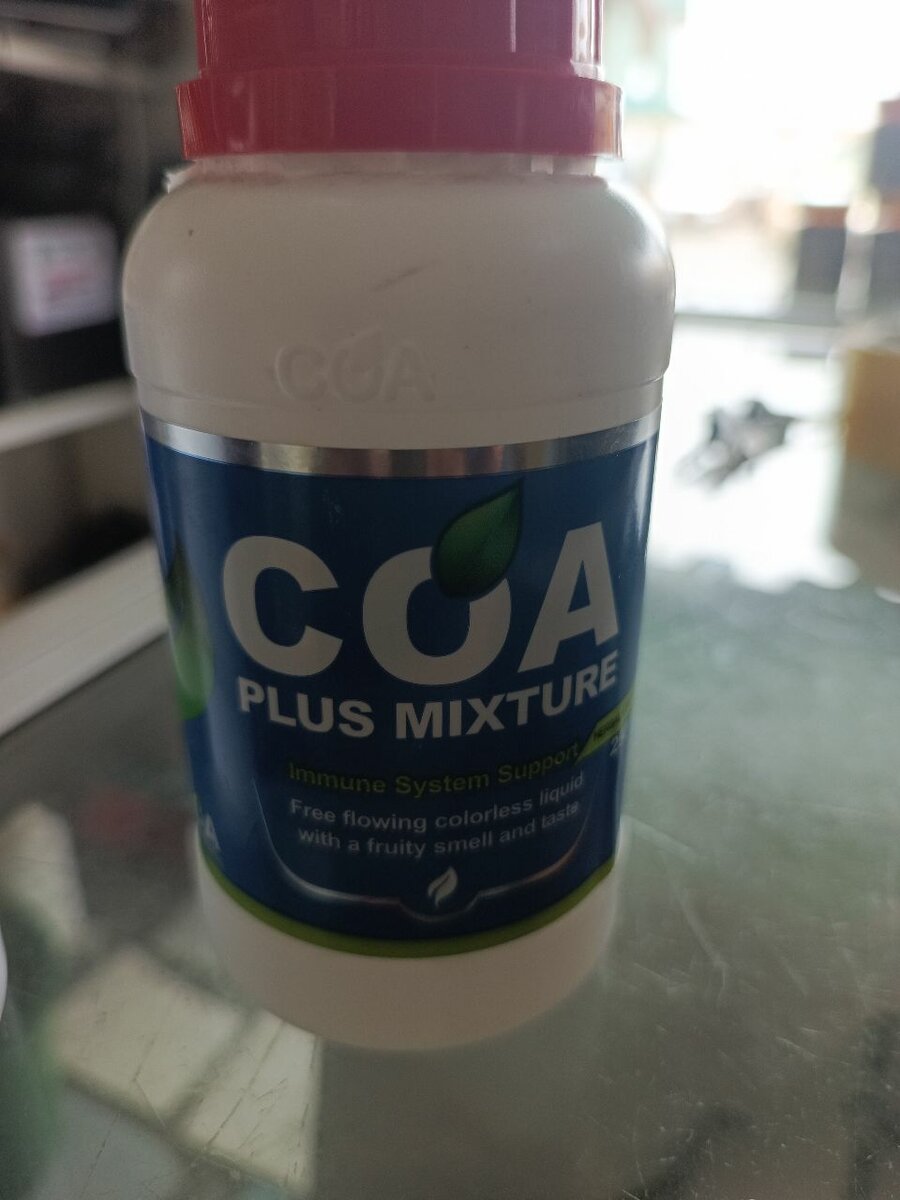 COA
COA
PLUS MIXTURE
Immune System Support
Free flowing colorless liquid
with a fruity smell and taste